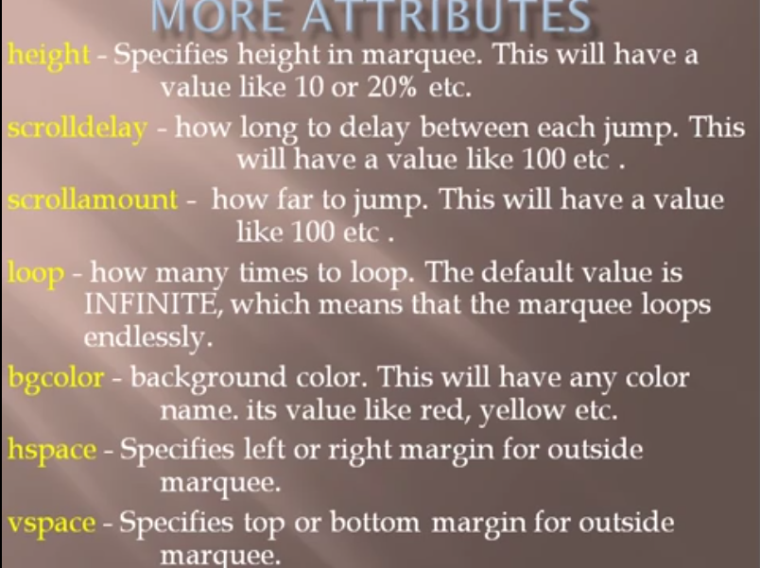 MORE ATTRIBUTES
height - Specifies height in marquee. This will have a
value like 10 or 20% etc.
scrolldelay - how long to delay between each jump. This
will have a value like 100 etc .
scrollamount - how far to jump. This will have a value
like 100 etc .
loop - how many times to loop. The default value is
INFINITE, which means that the marquee loops
endlessly.
bgcolor - background color. This will have any color
name. its value like red, yellow etc.
hspace - Specifies left or right margin for outside
marquee.
vspace - Specifies top or bottom margin for outside
marquee.